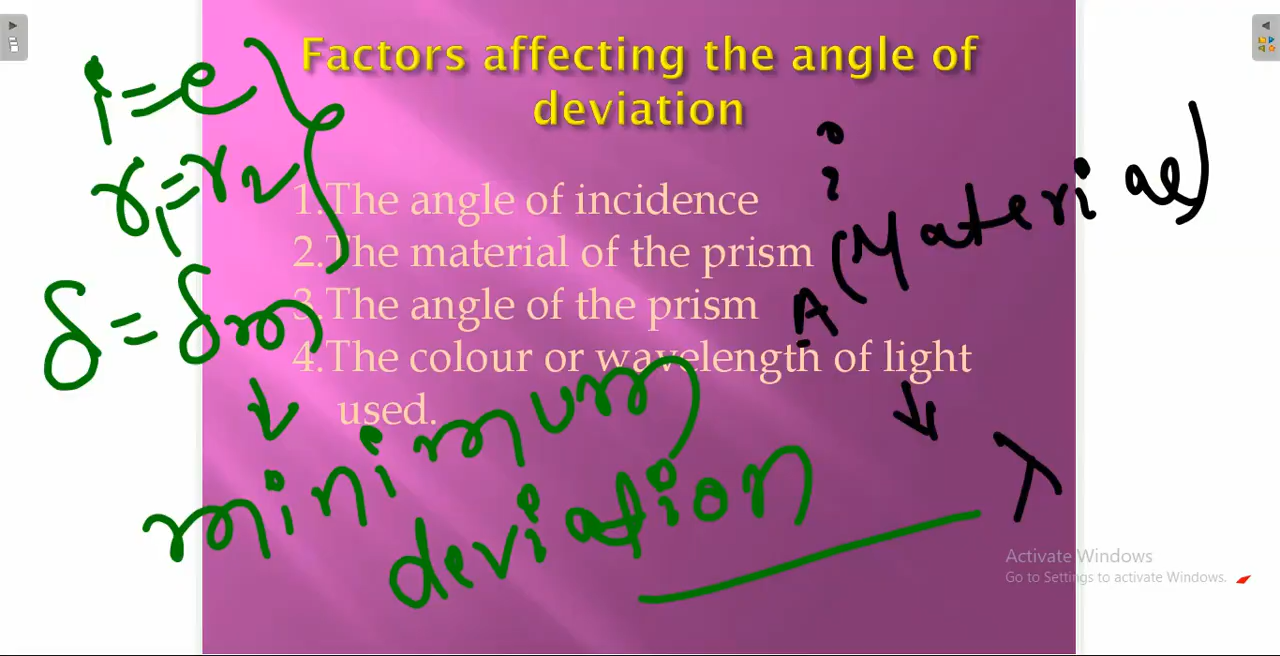 Factors affecting the angle of
deviation
i = e
r1 = r2
δ = δm
1.The angle of incidence
2.The material of the prism
3.The angle of the prism
4.The colour or wavelength of light
used.
i
(Material)
A
λ
minimum
deviation
Activate Windows
Go to Settings to activate Windows.